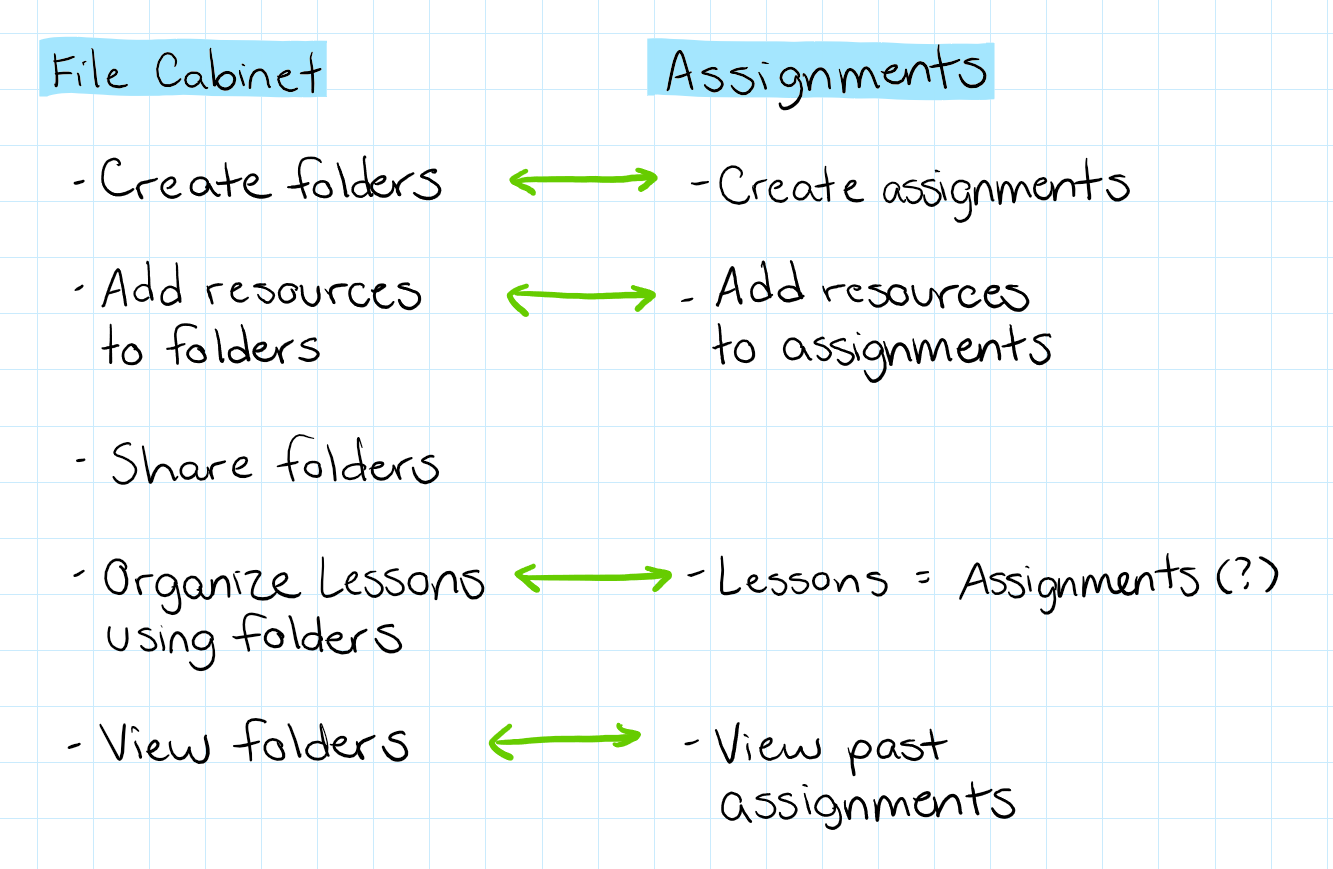 File Cabinet
Assignments
- Create folders
- Create assignments
- Add resources
to folders
- Add resources
to assignments
- Share folders
- Organize Lessons
using folders
- Lessons = Assignments (?)
- View folders
- View past
assignments